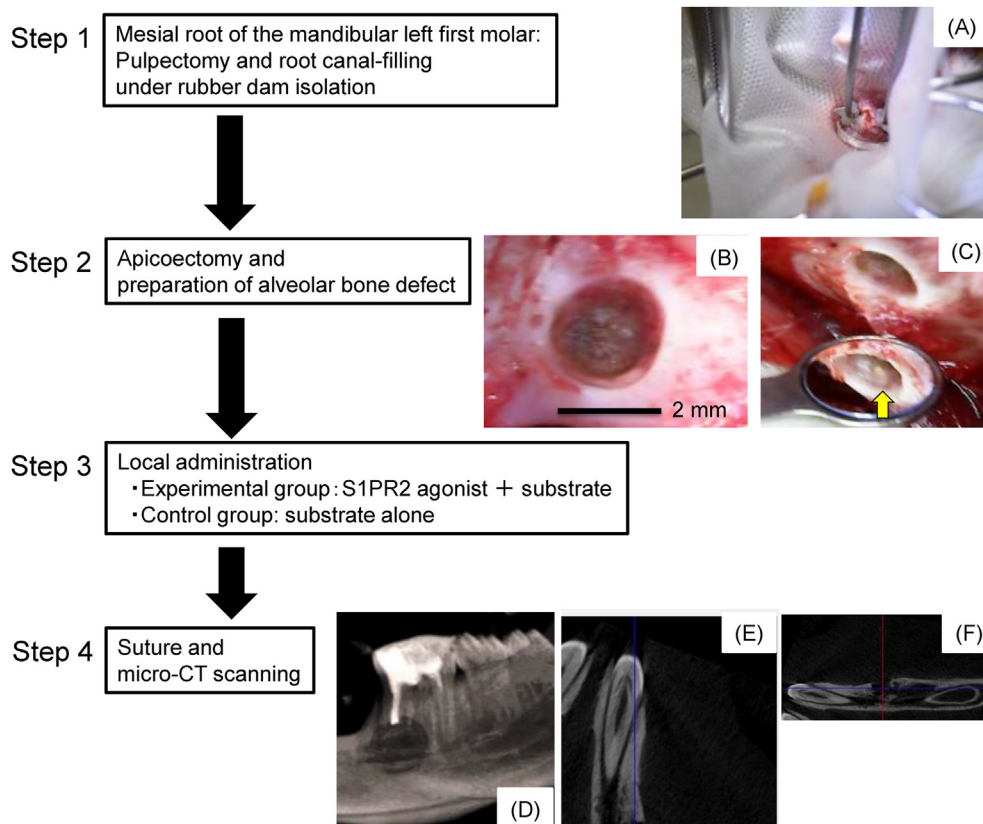 Step 1
Mesial root of the mandibular left first molar:
Pulpectomy and root canal-filling
under rubber dam isolation
(A)
Step 2
Apicoectomy and
preparation of alveolar bone defect
(B)
2 mm
(C)
Step 3
Local administration
・Experimental group：S1PR2 agonist ＋ substrate
・Control group: substrate alone
Step 4
Suture and
micro-CT scanning
(D)
(E)
(F)